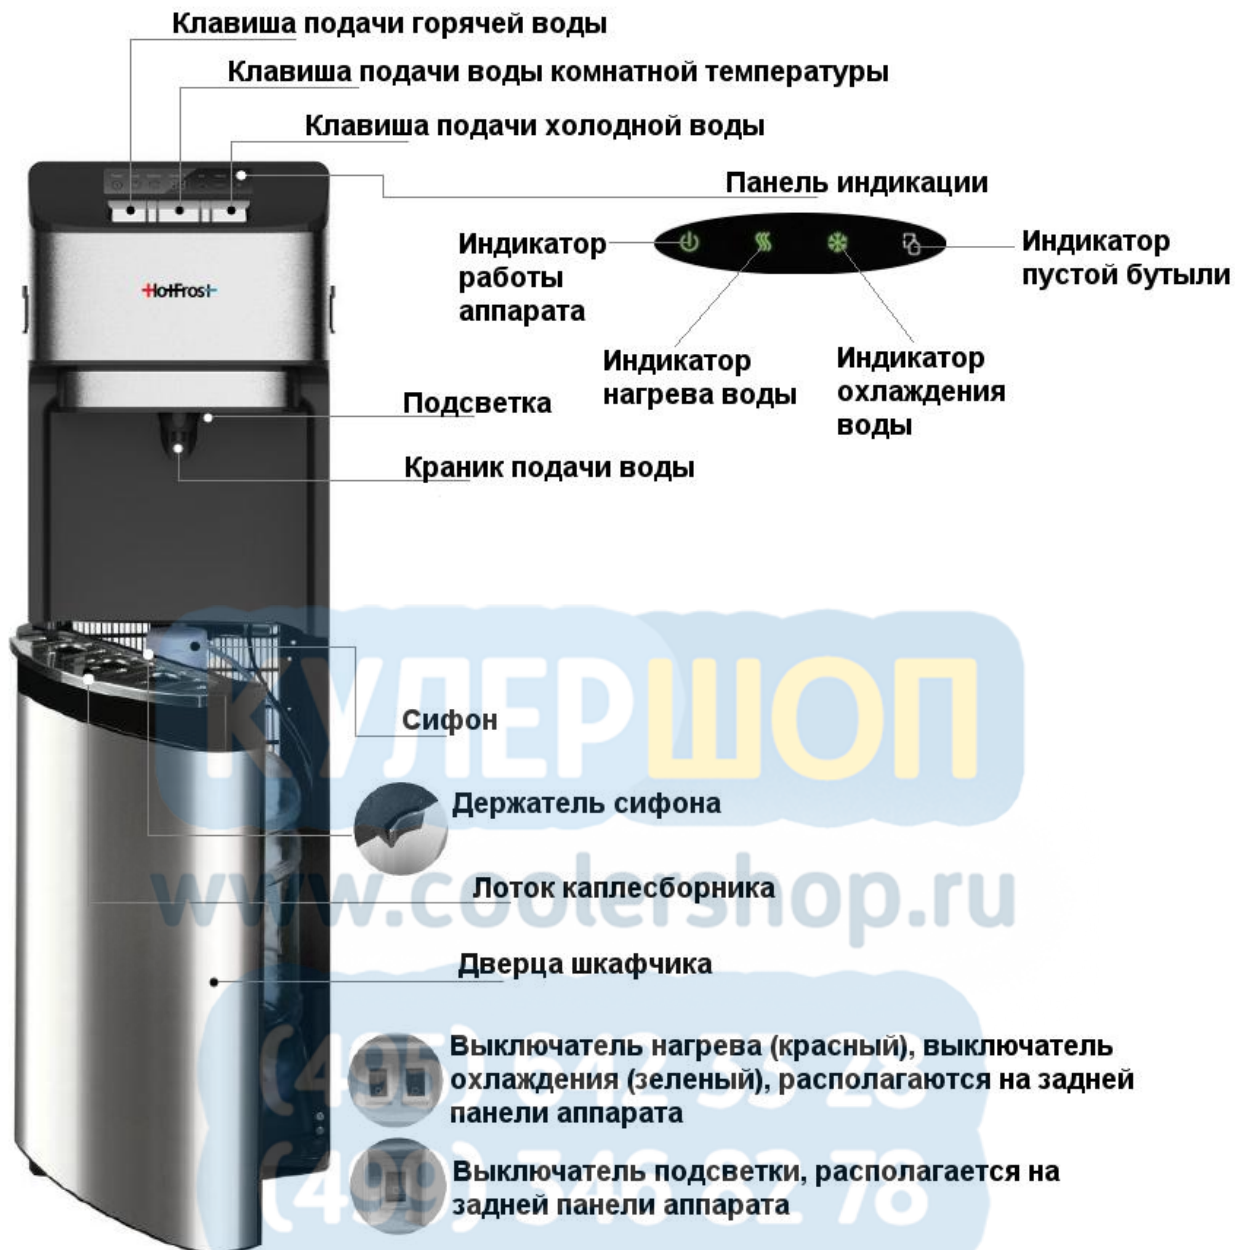 Клавиша подачи горячей воды
Клавиша подачи воды комнатной температуры
Клавиша подачи холодной воды
Панель индикации
Индикатор
работы
аппарата
Индикатор
пустой бутыли
HotFrost
Индикатор
нагрева воды
Индикатор
охлаждения
воды
Подсветка
Краник подачи воды
КУЛЕРШОП
Сифон
Держатель сифона
www.coolershop.ru
Лоток каплесборника
Дверца шкафчика
Выключатель нагрева (красный), выключатель
охлаждения (зеленый), располагаются на задней
панели аппарата
Выключатель подсветки, располагается на
задней панели аппарата